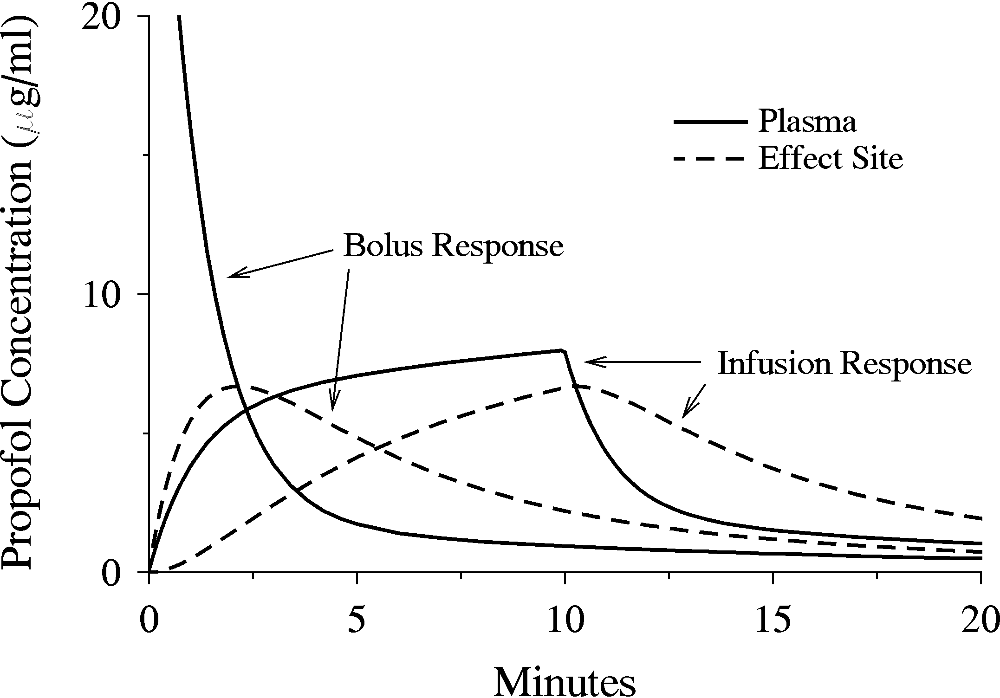 Propofol Concentration (μg/ml)
20
10
0
Plasma
Effect Site
Bolus Response
Infusion Response
0 5 10 15 20
Minutes